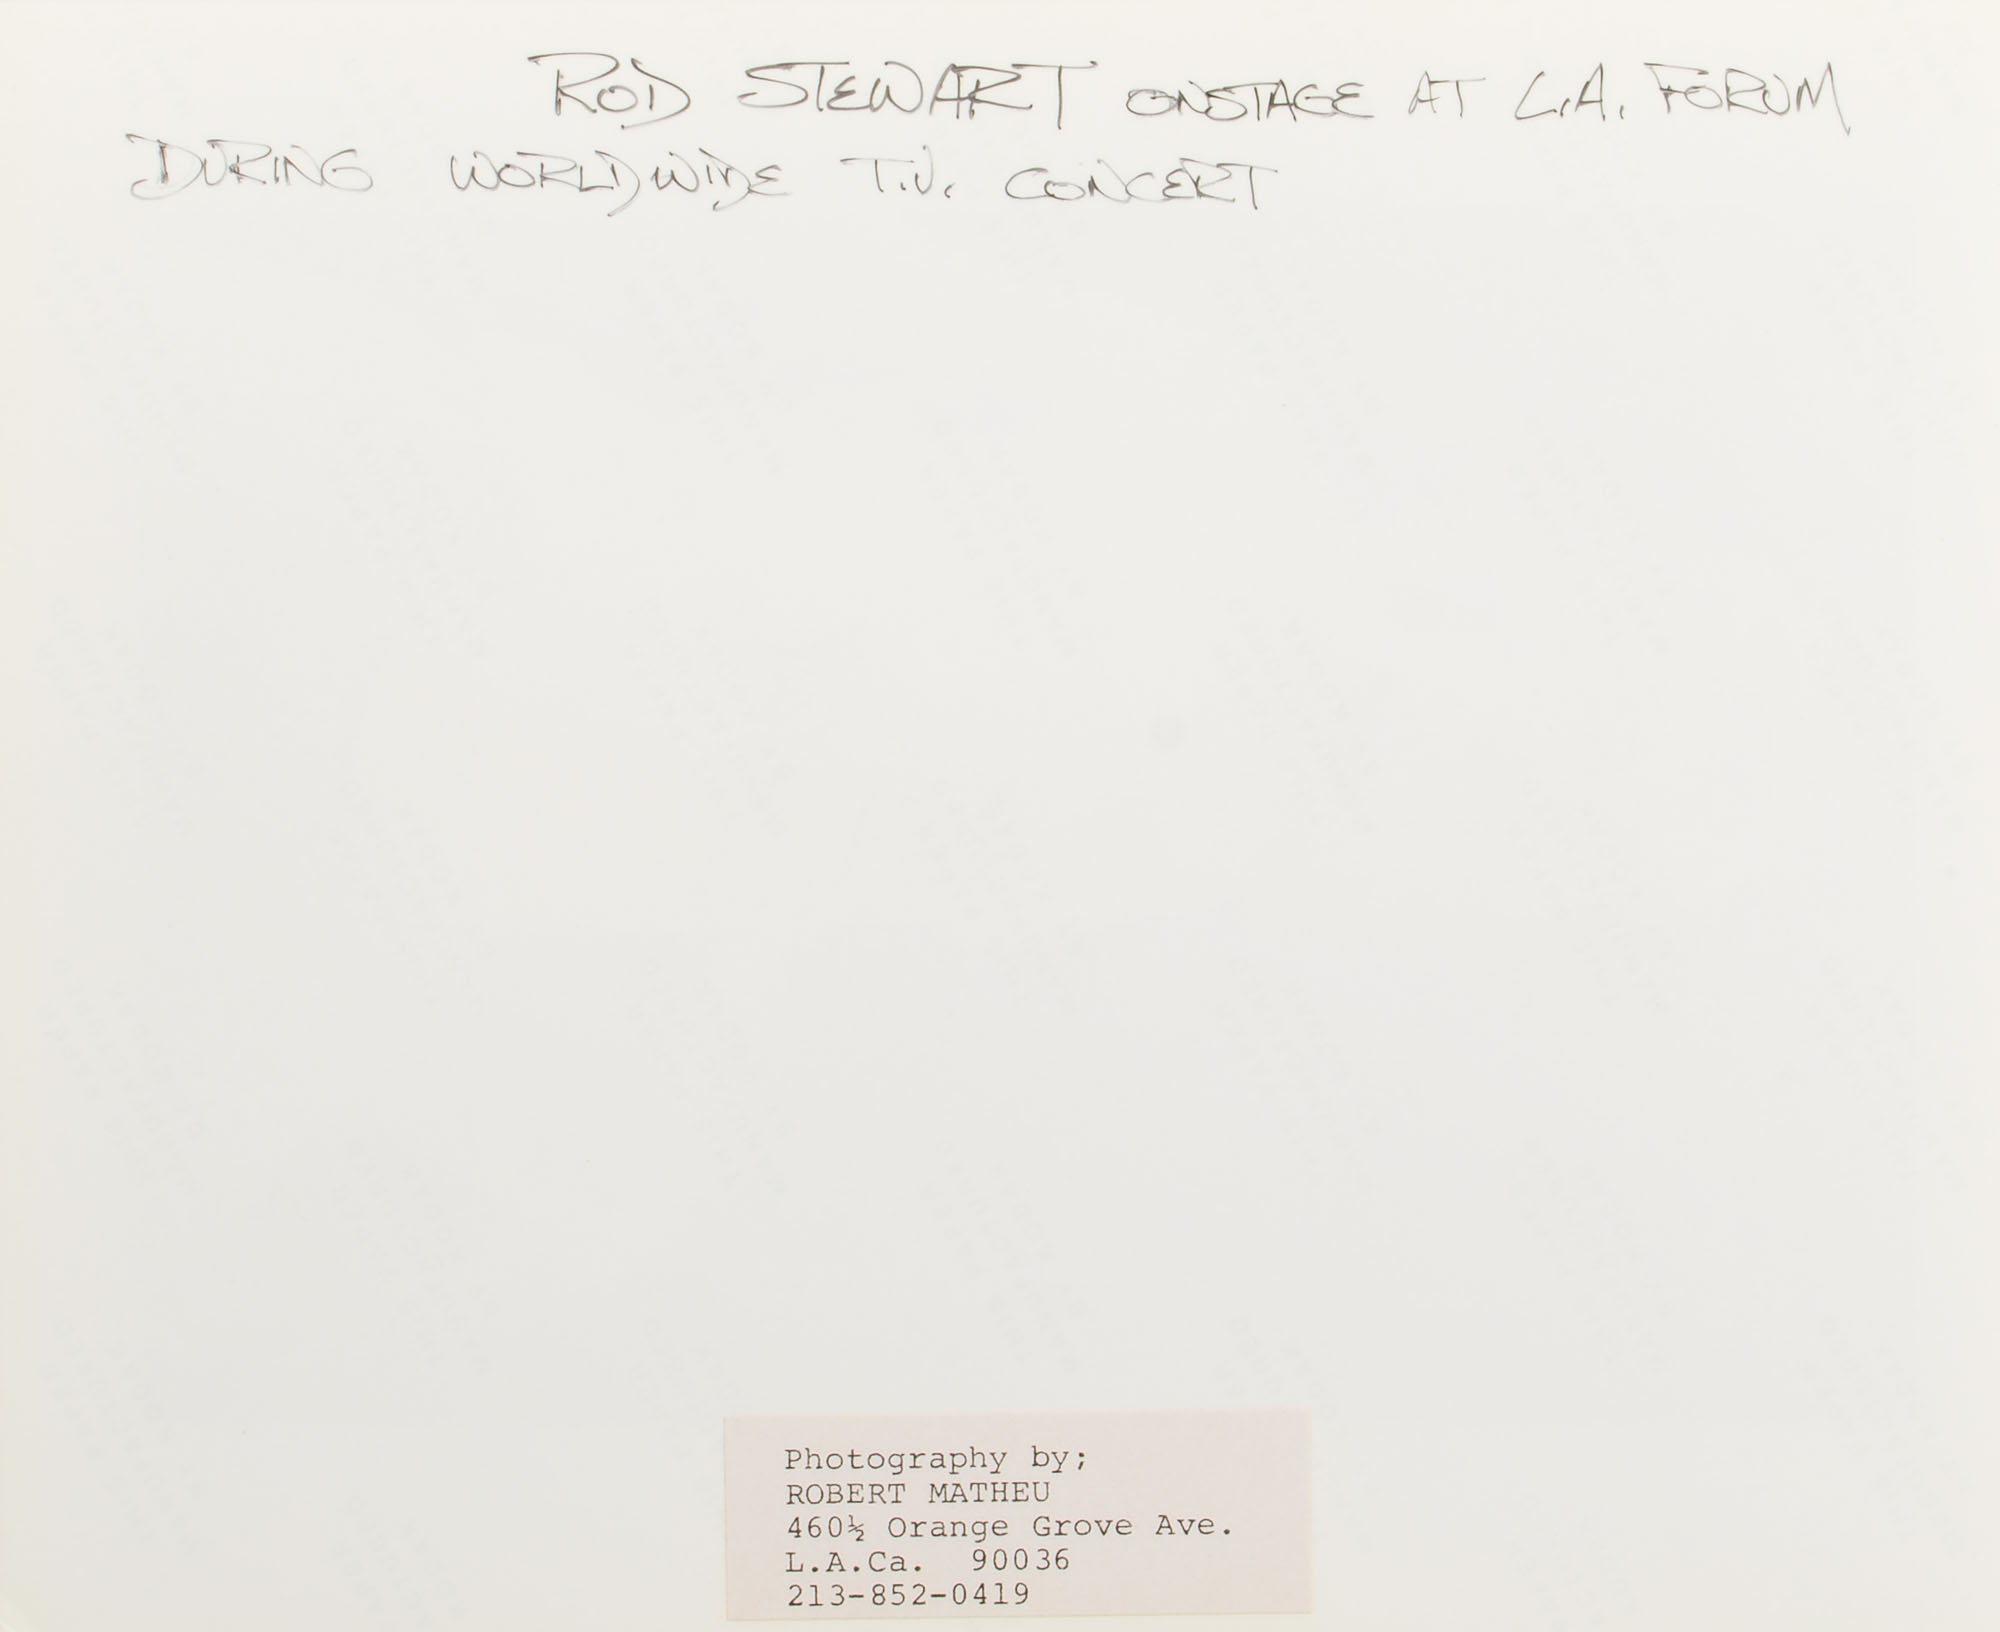 ROD STEWART ONSTAGE AT L.A. FORUM
DURING WORLDWIDE T.V. CONCERT
Photography by;
ROBERT MATHEU
460½ Orange Grove Ave.
L.A.Ca. 90036
213-852-0419